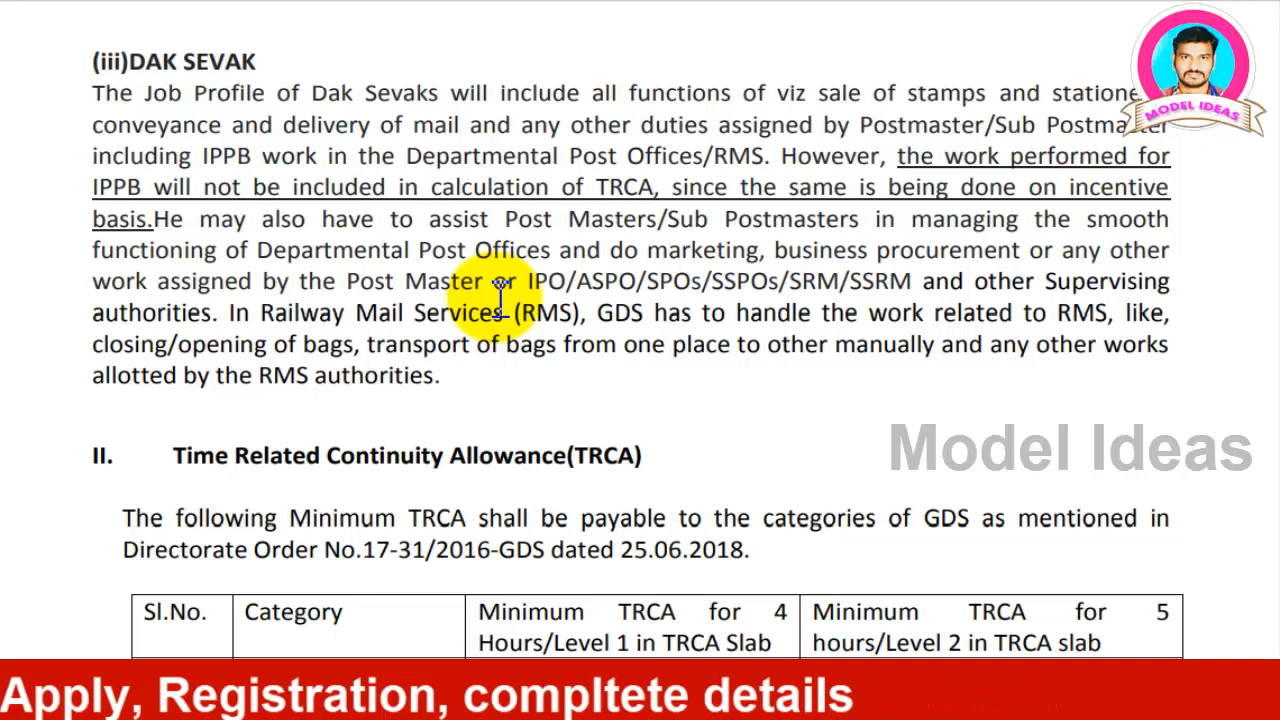 (iii)DAK SEVAK
The Job Profile of Dak Sevaks will include all functions of viz sale of stamps and
conveyance and delivery of mail and any other duties assigned by Postmaster/Sub
including IPPB work in the Departmental Post Offices/RMS. However, the work performed for
IPPB will not be included in calculation of TRCA, since the same is being done on incentive
basis.He may also have to assist Post Masters/Sub Postmasters in managing the smooth
functioning of Departmental Post Offices and do marketing, business procurement or any other
work assigned by the Post Master or IPO/ASPO/SPOs/SSPOs/SRM/SSRM and other Supervising
authorities. In Railway Mail Services (RMS), GDS has to handle the work related to RMS, like,
closing/opening of bags, transport of bags from one place to other manually and any other works
allotted by the RMS authorities.
MODEL IDEAS
Model Ideas
II. Time Related Continuity Allowance(TRCA)
The following Minimum TRCA shall be payable to the categories of GDS as mentioned in
Directorate Order No.17-31/2016-GDS dated 25.06.2018.
Sl.No. Category Minimum TRCA for 4 Minimum TRCA for 5
Hours/Level 1 in TRCA Slab hours/Level 2 in TRCA slab
Apply, Registration, compltete details